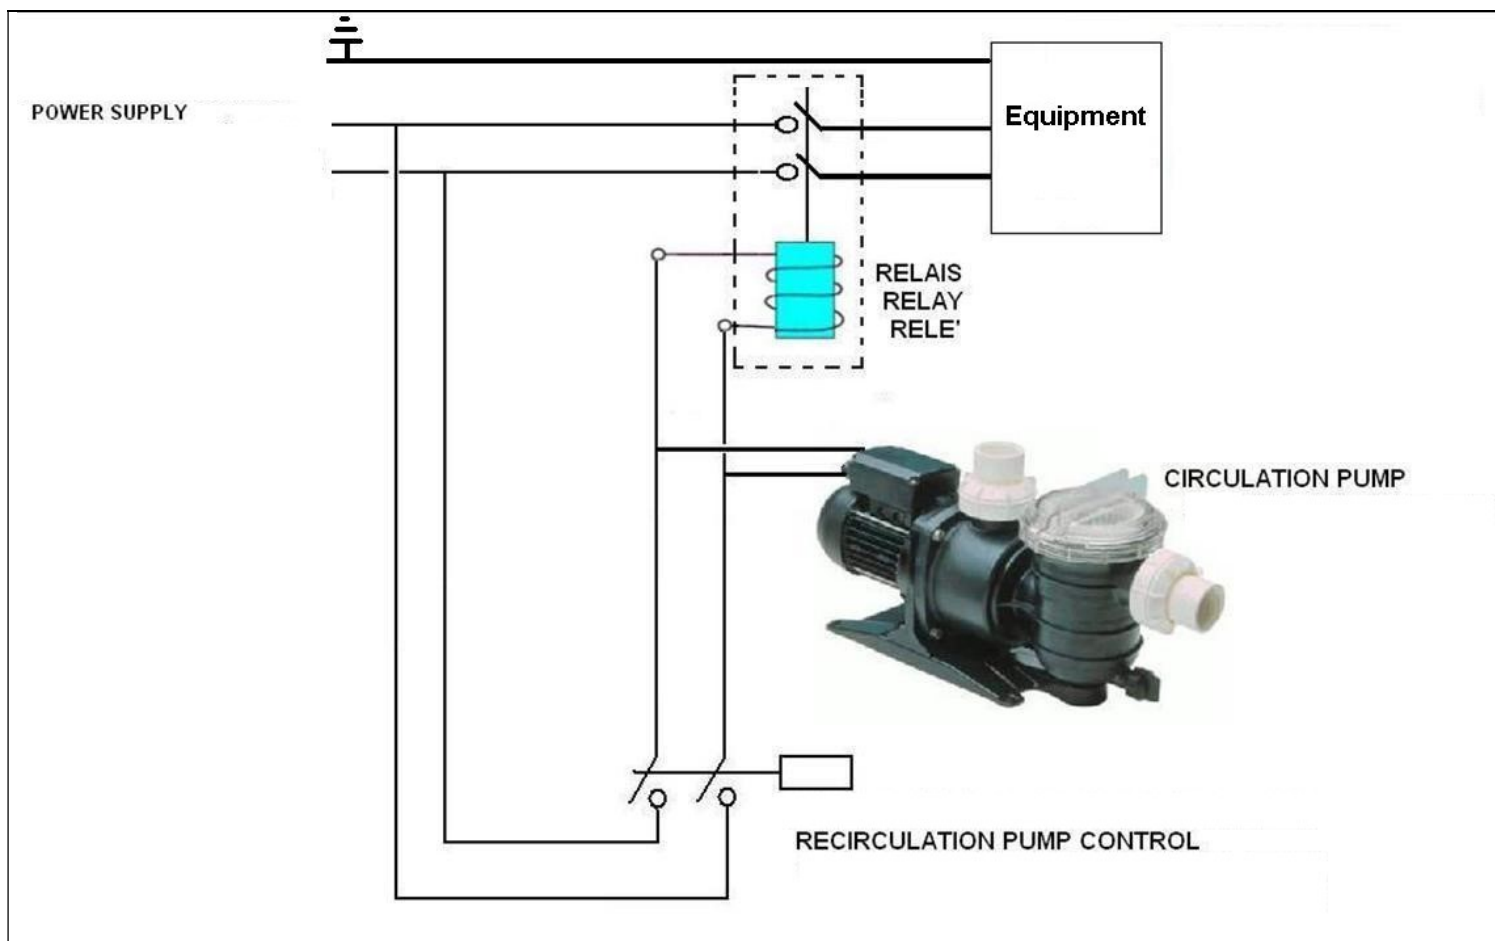 POWER SUPPLY
Equipment
RELAIS
RELAY
RELE'
CIRCULATION PUMP
RECIRCULATION PUMP CONTROL